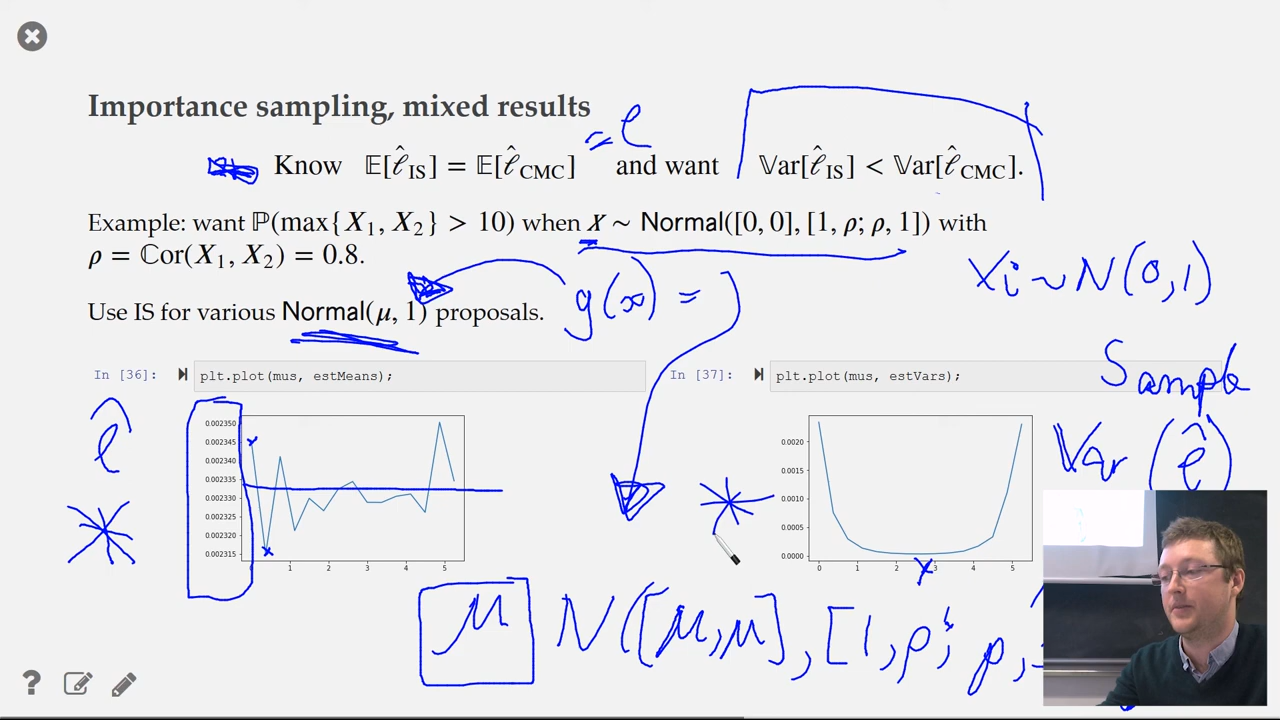 Importance sampling, mixed results
= ℓ
Know 𝔼[ℓ̂_IS] = 𝔼[ℓ̂_CMC] and want 𝕍ar[ℓ̂_IS] < 𝕍ar[ℓ̂_CMC].
Example: want ℙ(max{X₁, X₂} > 10) when X ∼ Normal([0, 0], [1, ρ; ρ, 1]) with
ρ = ℂor(X₁, X₂) = 0.8.
Xi ~ N(0,1)
g(x) =
Use IS for various Normal(μ, 1) proposals.
In [36]: plt.plot(mus, estMeans);
In [37]: plt.plot(mus, estVars);
Sample
Var(ℓ̂)
ℓ̂
0.002350
0.002345
0.002340
0.002335
0.002330
0.002325
0.002320
0.002315
1 2 3 4 5
0.0020
0.0015
0.0010
0.0005
0.0000
0 1 2 3 4 5
μ N([μ,μ], [1,ρ; ρ,
?